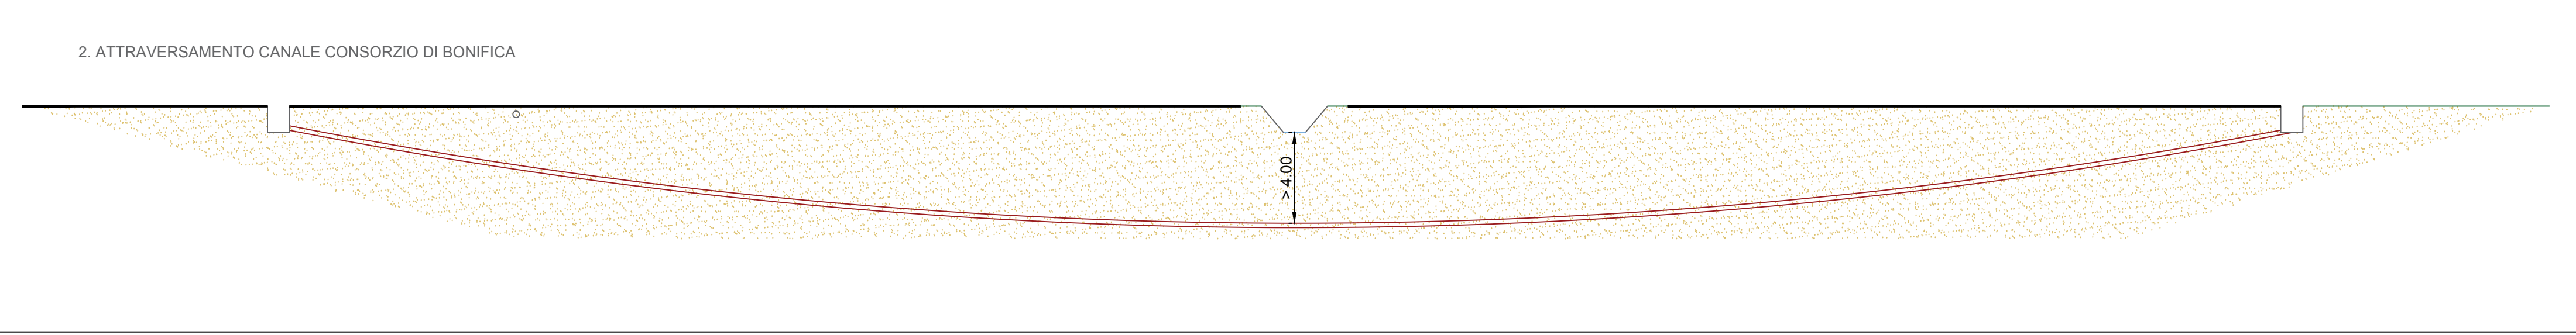 2. ATTRAVERSAMENTO CANALE CONSORZIO DI BONIFICA
> 4.00